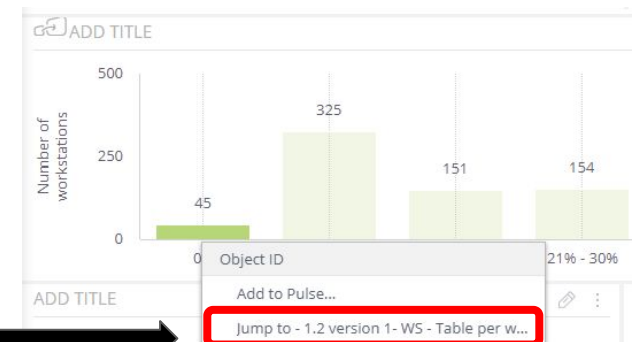 ADD TITLE
500
250
0
Number of
workstations
45
325
151
154
0
21% - 30%
Object ID
Add to Pulse...
Jump to - 1.2 version 1- WS - Table per w...
ADD TITLE